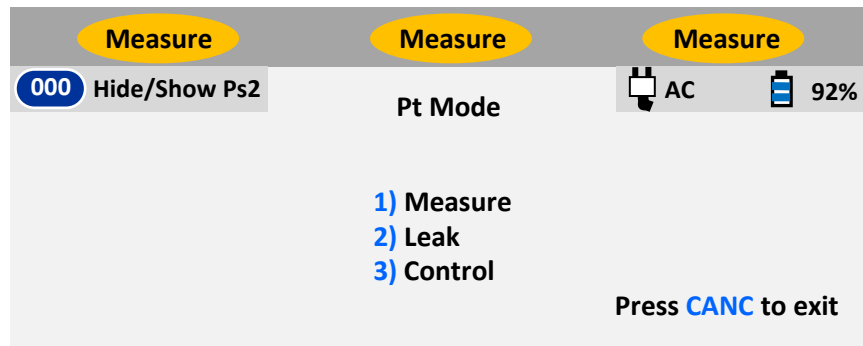 Measure Measure Measure
000 Hide/Show Ps2 AC 92%
Pt Mode
1) Measure
2) Leak
3) Control
Press CANC to exit